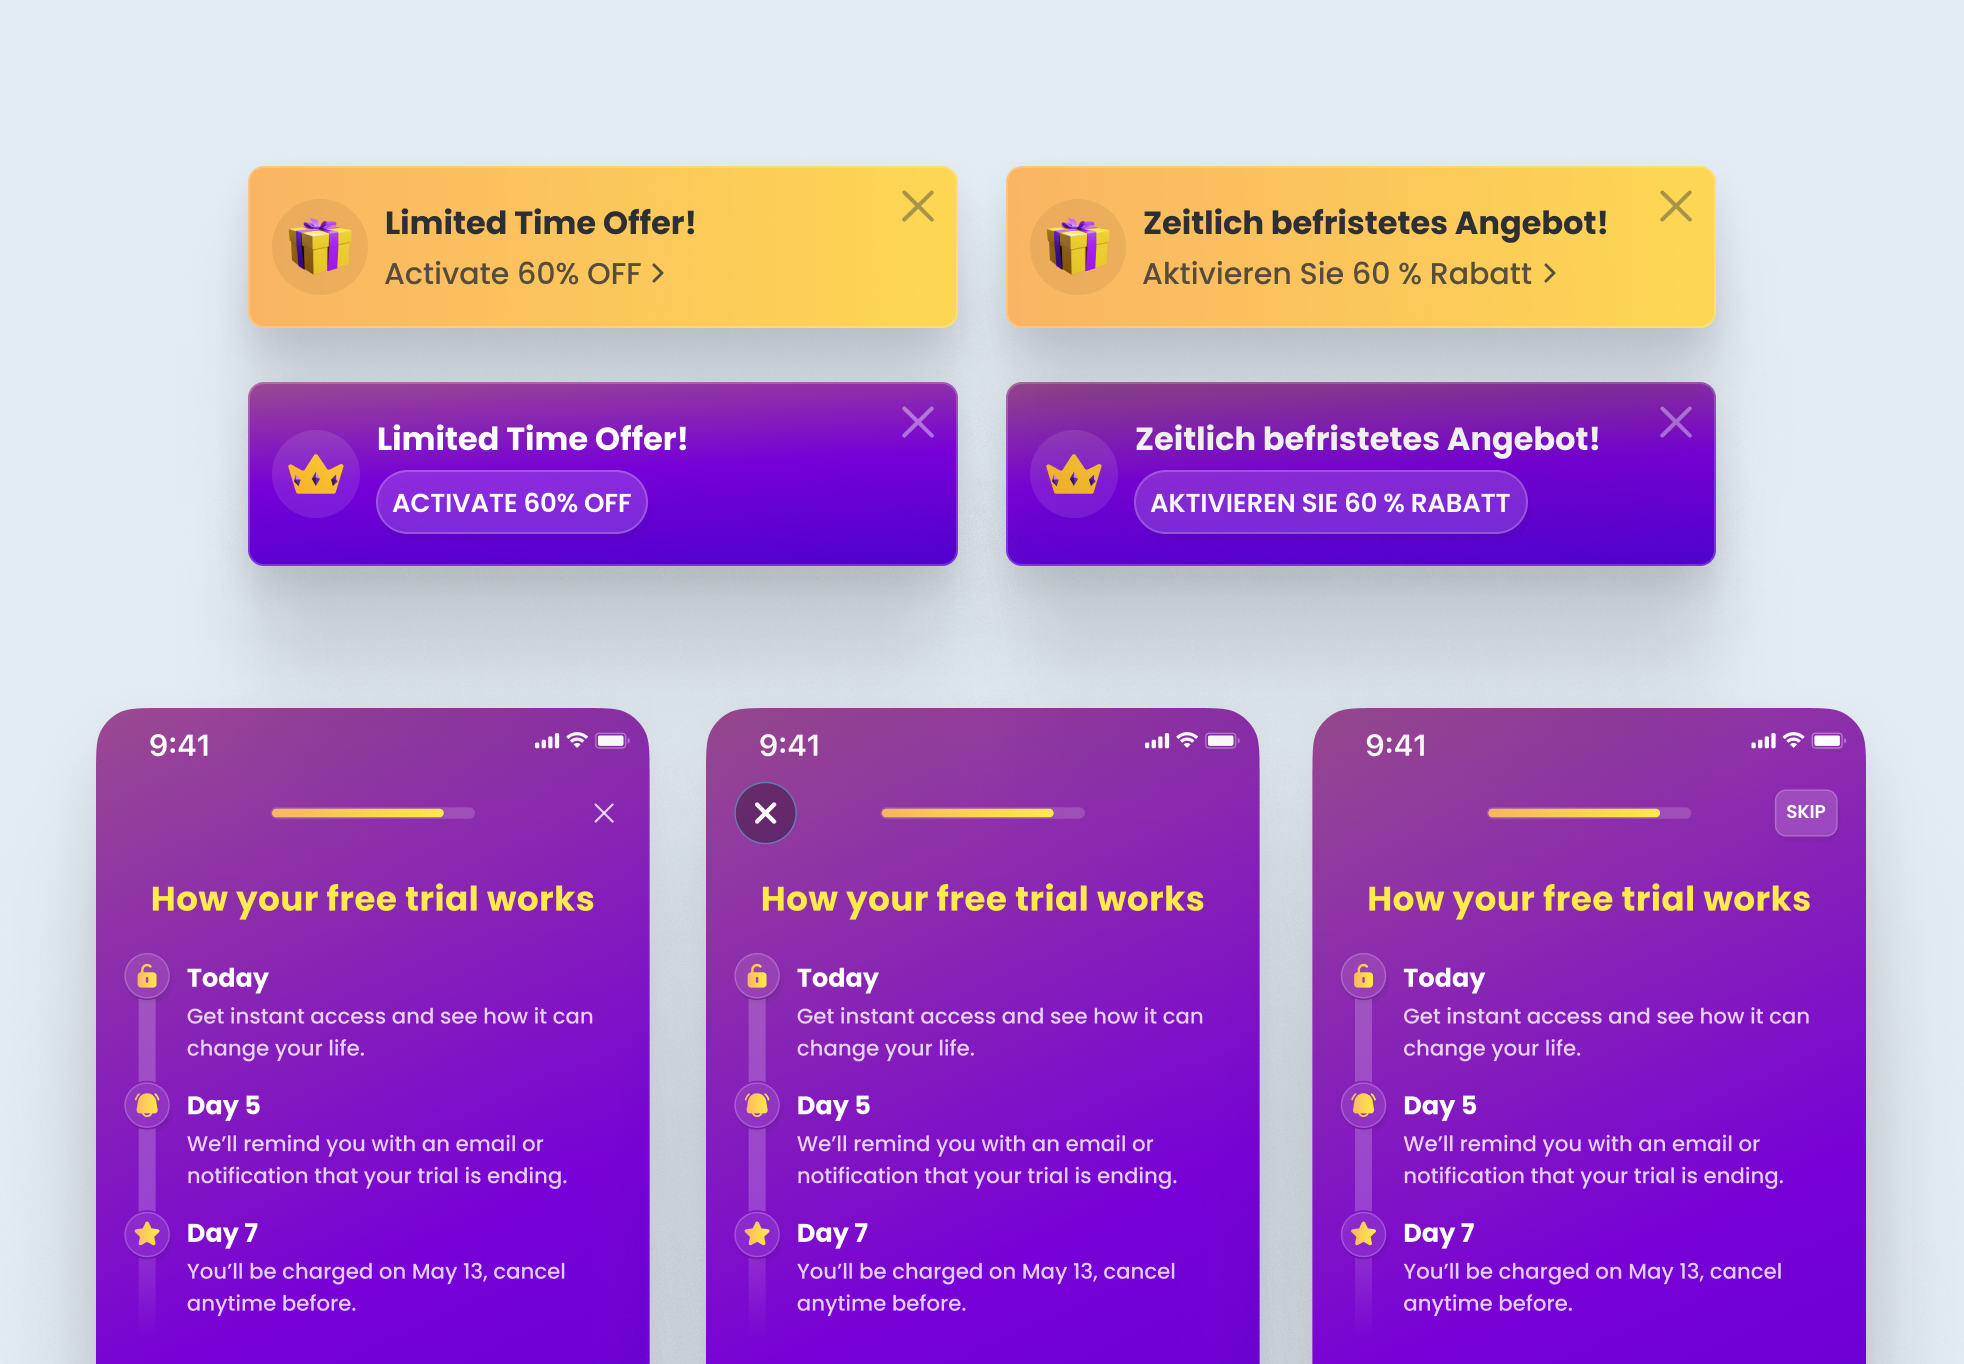 Limited Time Offer!
Activate 60% OFF >
Zeitlich befristetes Angebot!
Aktivieren Sie 60 % Rabatt >
Limited Time Offer!
ACTIVATE 60% OFF
Zeitlich befristetes Angebot!
AKTIVIEREN SIE 60 % RABATT
9:41
How your free trial works
Today
Get instant access and see how it can
change your life.
Day 5
We’ll remind you with an email or
notification that your trial is ending.
Day 7
You’ll be charged on May 13, cancel
anytime before.
9:41
How your free trial works
Today
Get instant access and see how it can
change your life.
Day 5
We’ll remind you with an email or
notification that your trial is ending.
Day 7
You’ll be charged on May 13, cancel
anytime before.
9:41
SKIP
How your free trial works
Today
Get instant access and see how it can
change your life.
Day 5
We’ll remind you with an email or
notification that your trial is ending.
Day 7
You’ll be charged on May 13, cancel
anytime before.